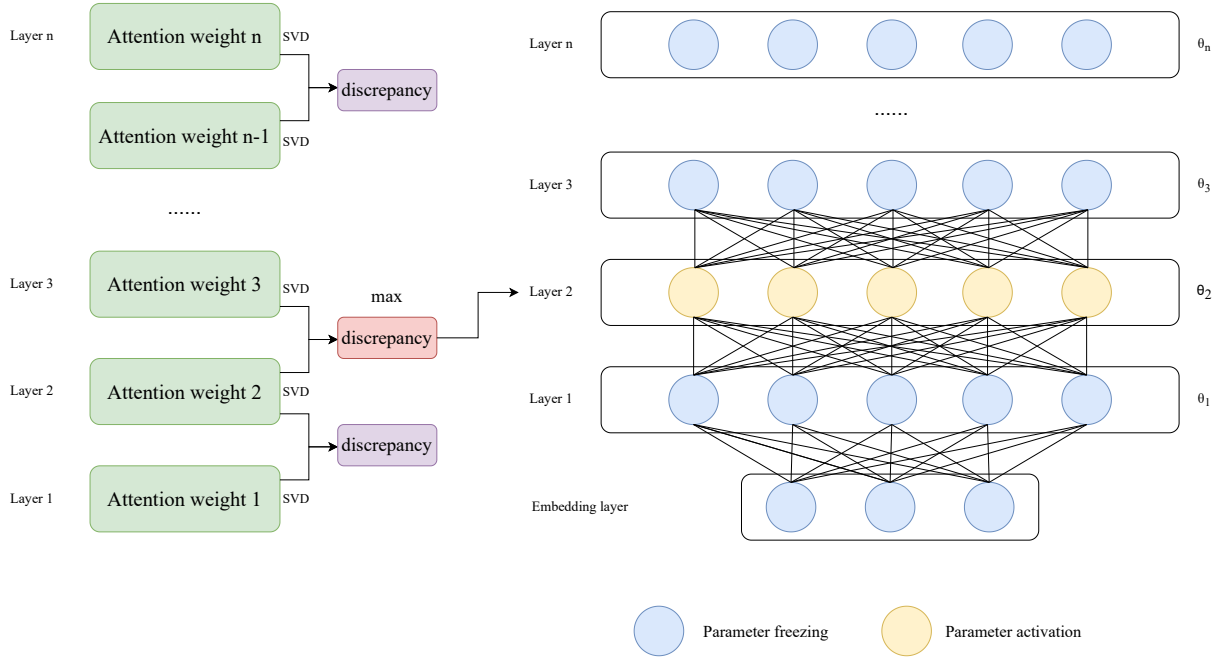 Layer n
Attention weight n
SVD
discrepancy
Attention weight n-1
SVD
......
Layer 3
Attention weight 3
SVD
max
discrepancy
Layer 2
Attention weight 2
SVD
discrepancy
Layer 1
Attention weight 1
SVD
Layer n
θn
......
Layer 3
θ3
Layer 2
θ2
Layer 1
θ1
Embedding layer
Parameter freezing
Parameter activation